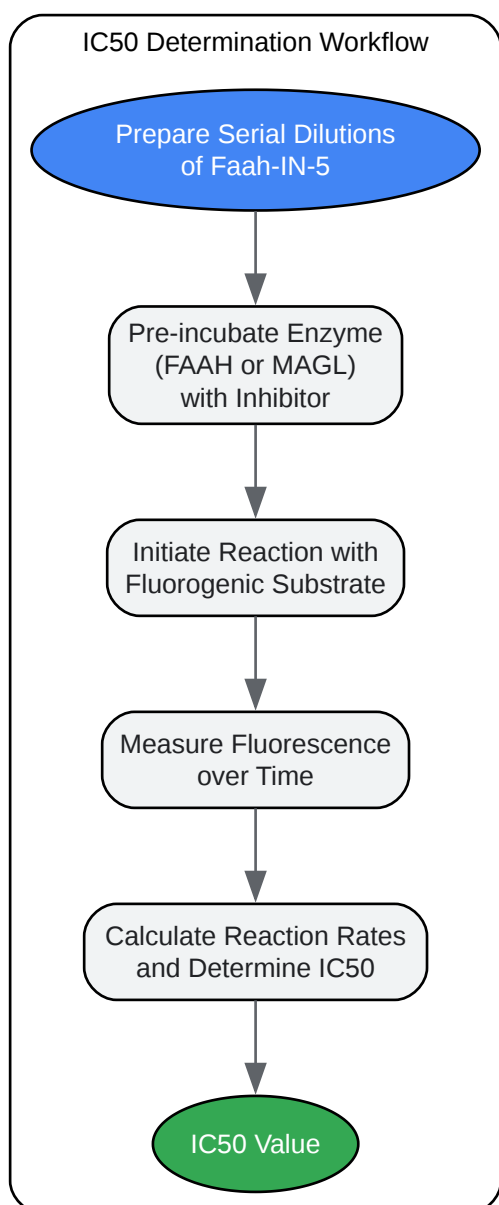 IC50 Determination Workflow
Prepare Serial Dilutions
of Faah-IN-5
Pre-incubate Enzyme
(FAAH or MAGL)
with Inhibitor
Initiate Reaction with
Fluorogenic Substrate
Measure Fluorescence
over Time
Calculate Reaction Rates
and Determine IC50
IC50 Value